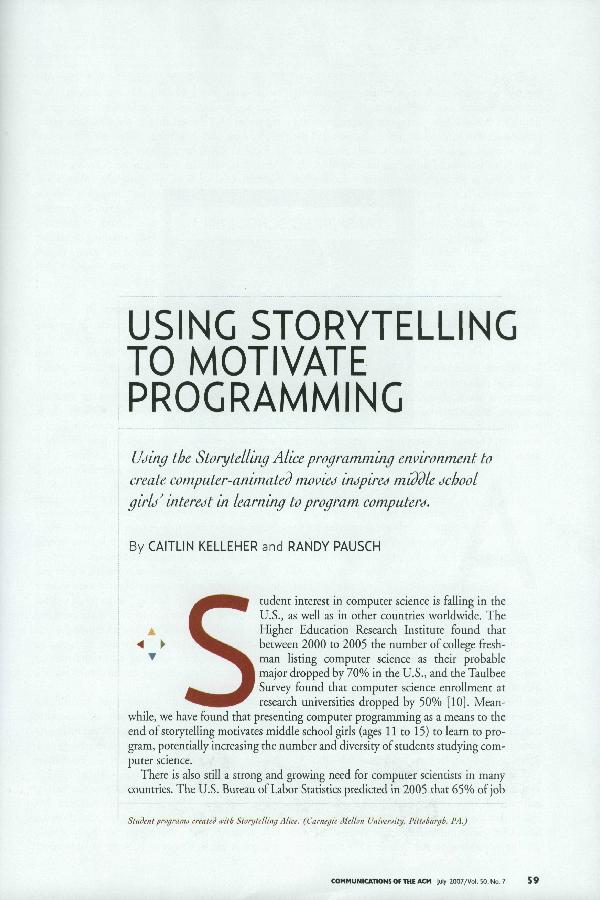 USING STORYTELLING
TO MOTIVATE
PROGRAMMING
Using the Storytelling Alice programming environment to
create computer-animated movies inspires middle school
girls' interest in learning to program computers.
By CAITLIN KELLEHER and RANDY PAUSCH
Student interest in computer science is falling in the
U.S., as well as in other countries worldwide. The
Higher Education Research Institute found that
between 2000 to 2005 the number of college fresh-
man listing computer science as their probable
major dropped by 70% in the U.S., and the Taulbee
Survey found that computer science enrollment at
research universities dropped by 50% [10]. Mean-
while, we have found that presenting computer programming as a means to the
end of storytelling motivates middle school girls (ages 11 to 15) to learn to pro-
gram, potentially increasing the number and diversity of students studying com-
puter science.
There is also still a strong and growing need for computer scientists in many
countries. The U.S. Bureau of Labor Statistics predicted in 2005 that 65% of job
Student programs created with Storytelling Alice. (Carnegie Mellon University, Pittsburgh, PA.)
COMMUNICATIONS OF THE ACM July 2007/Vol. 50, No. 7 59